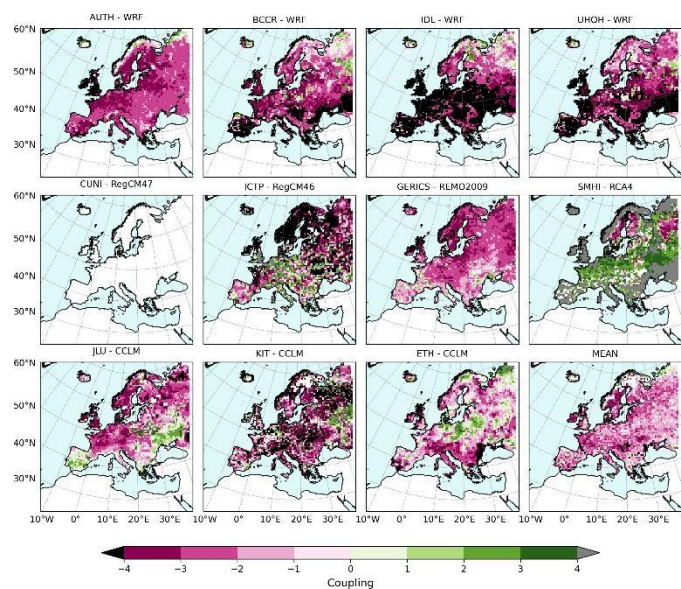 AUTH - WRF BCCR - WRF IDL - WRF UHOH - WRF
60°N
50°N
40°N
30°N
CUNI - RegCM47 ICTP - RegCM46 GERICS - REMO2009 SMHI - RCA4
60°N
50°N
40°N
30°N
JLU - CCLM KIT - CCLM ETH - CCLM MEAN
60°N
50°N
40°N
30°N
10°W 0° 10°E 20°E 30°E 10°W 0° 10°E 20°E 30°E 10°W 0° 10°E 20°E 30°E 10°W 0° 10°E 20°E 30°E
−4 −3 −2 −1 0 1 2 3 4
Coupling